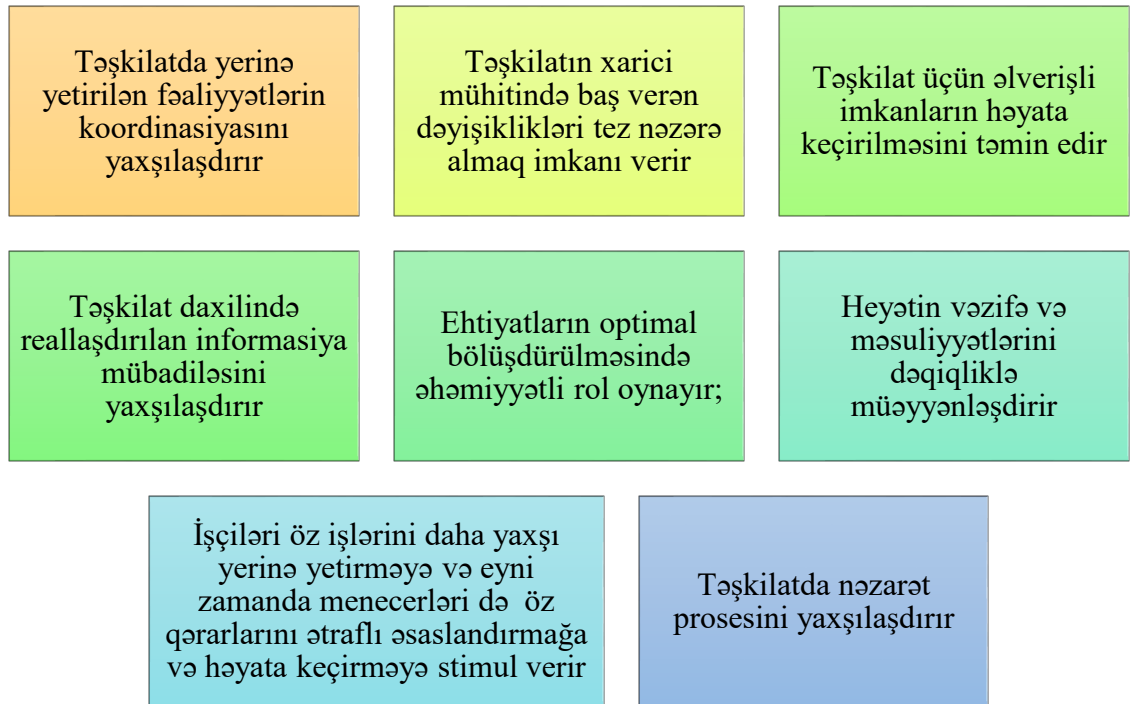 Təşkilatda yerinə
yetirilən fəaliyyətlərin
koordinasiyasını
yaxşılaşdırır
Təşkilatın xarici
mühitində baş verən
dəyişiklikləri tez nəzərə
almaq imkanı verir
Təşkilat üçün əlverişli
imkanların həyata
keçirilməsini təmin edir
Təşkilat daxilində
reallaşdırılan informasiya
mübadiləsini
yaxşılaşdırır
Ehtiyatların optimal
bölüşdürülməsində
əhəmiyyətli rol oynayır;
Heyətin vəzifə və
məsuliyyətlərini
dəqiqliklə
müəyyənləşdirir
İşçiləri öz işlərini daha yaxşı
yerinə yetirməyə və eyni
zamanda menecerləri də öz
qərarlarını ətraflı əsaslandırmağa
və həyata keçirməyə stimul verir
Təşkilatda nəzarət
prosesini yaxşılaşdırır